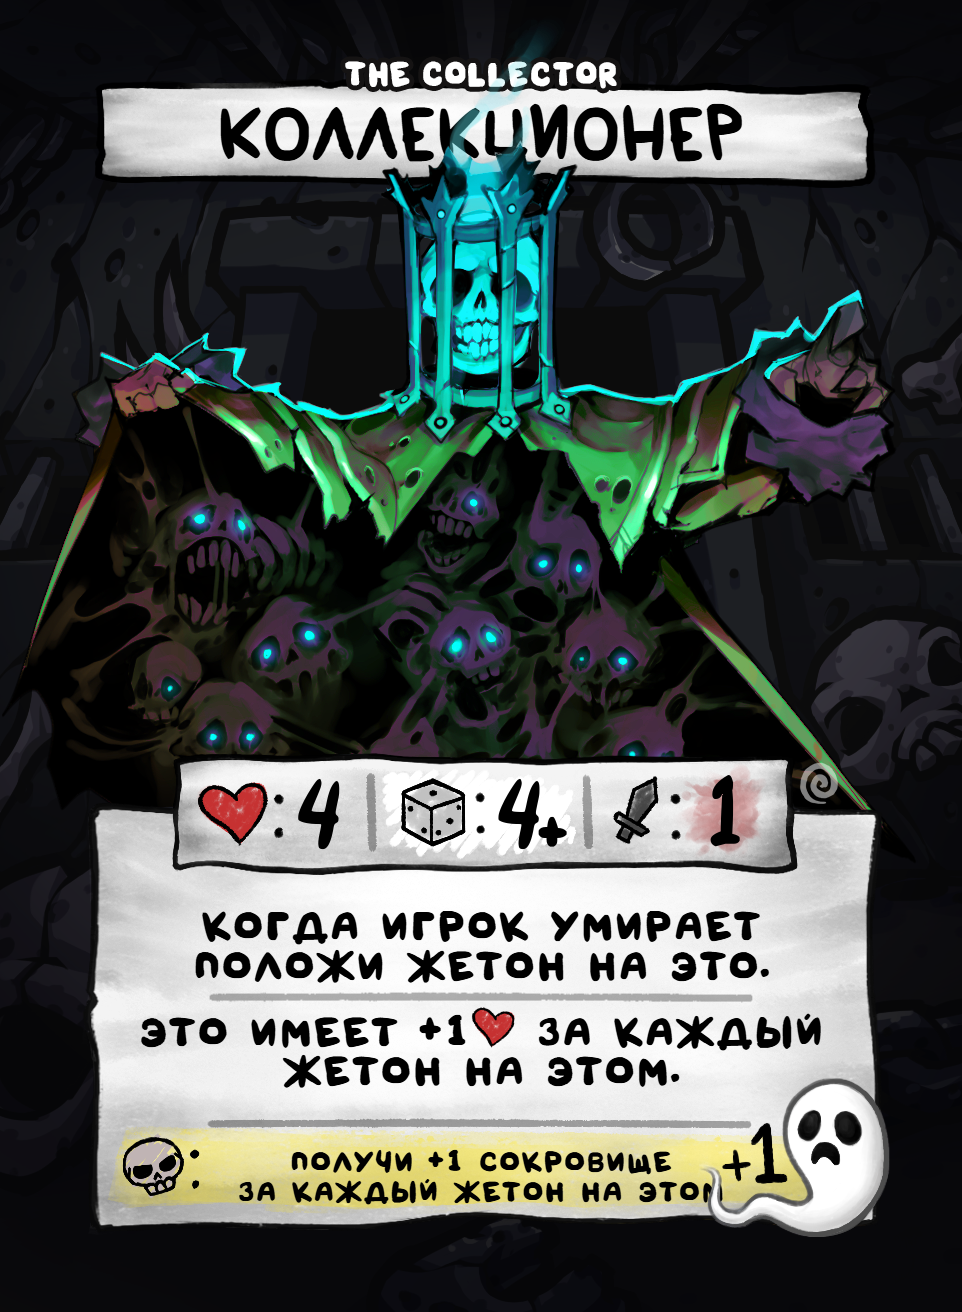 THE COLLECTOR
КОЛЛЕКЦИОНЕР
: 4 : 4+ : 1
КОГДА ИГРОК УМИРАЕТ
ПОЛОЖИ ЖЕТОН НА ЭТО.
ЭТО ИМЕЕТ +1 ЗА КАЖДЫЙ
ЖЕТОН НА ЭТОМ.
: ПОЛУЧИ +1 СОКРОВИЩЕ
ЗА КАЖДЫЙ ЖЕТОН НА ЭТОМ
+1